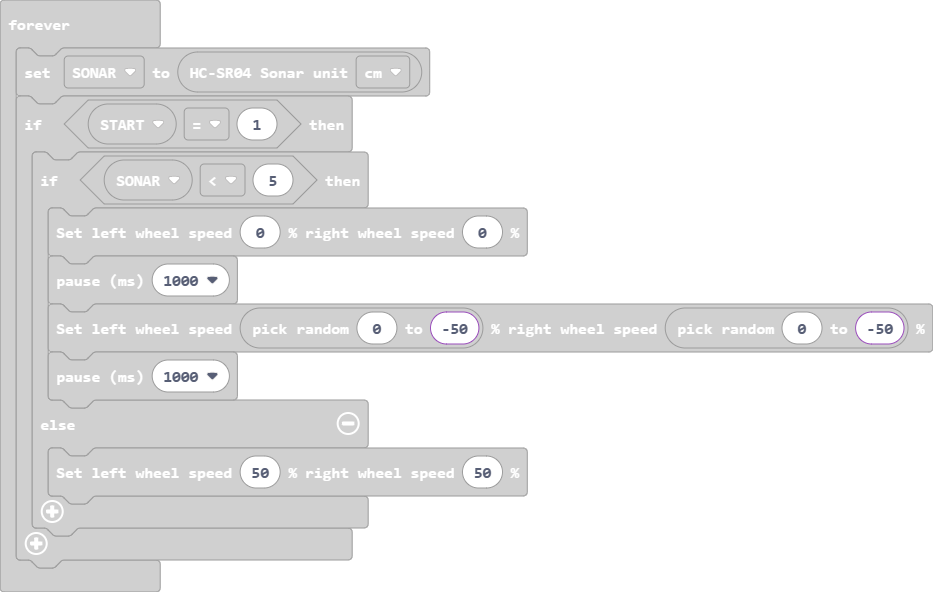 forever
set SONAR to HC-SR04 Sonar unit cm
if START = 1 then
if SONAR < 5 then
Set left wheel speed 0 % right wheel speed 0 %
pause (ms) 1000
Set left wheel speed pick random 0 to -50 % right wheel speed pick random 0 to -50 %
pause (ms) 1000
else
Set left wheel speed 50 % right wheel speed 50 %